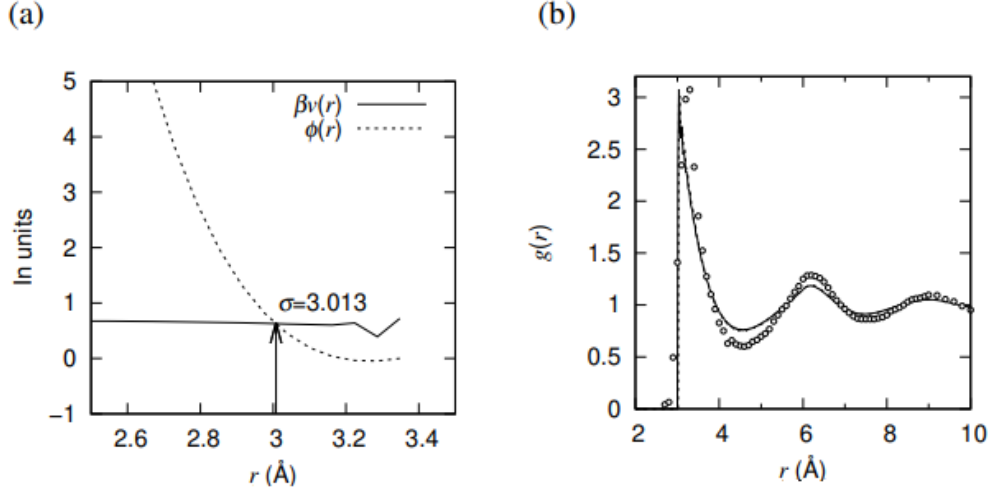 (a)
5
4
3
2
1
0
−1
ln units
βv(r)
ϕ(r)
σ=3.013
2.6 2.8 3 3.2 3.4
r (Å)
(b)
3
2.5
2
1.5
1
0.5
0
g(r)
2 4 6 8 10
r (Å)